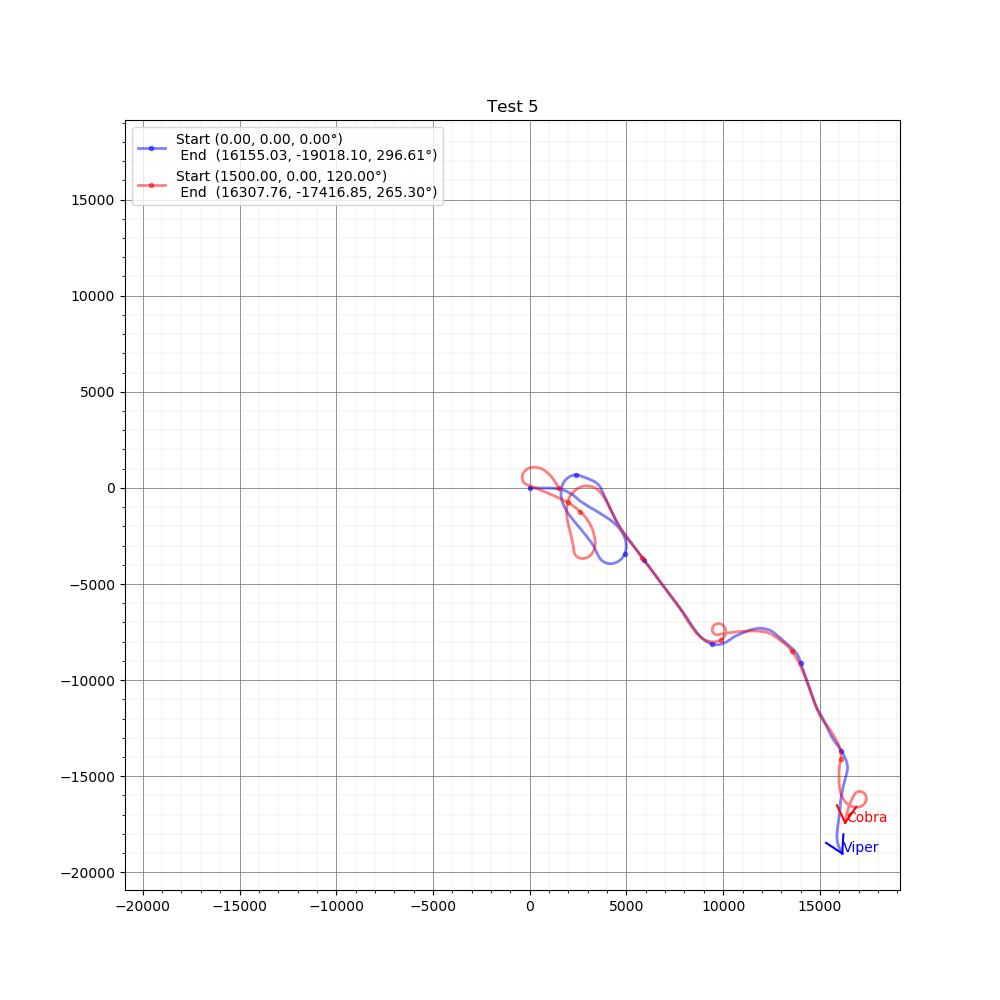 Test 5
Start (0.00, 0.00, 0.00°)
End  (16155.03, -19018.10, 296.61°)
Start (1500.00, 0.00, 120.00°)
End  (16307.76, -17416.85, 265.30°)
15000
10000
5000
0
−5000
−10000
−15000
−20000
Cobra
Viper
−20000 −15000 −10000 −5000 0 5000 10000 15000